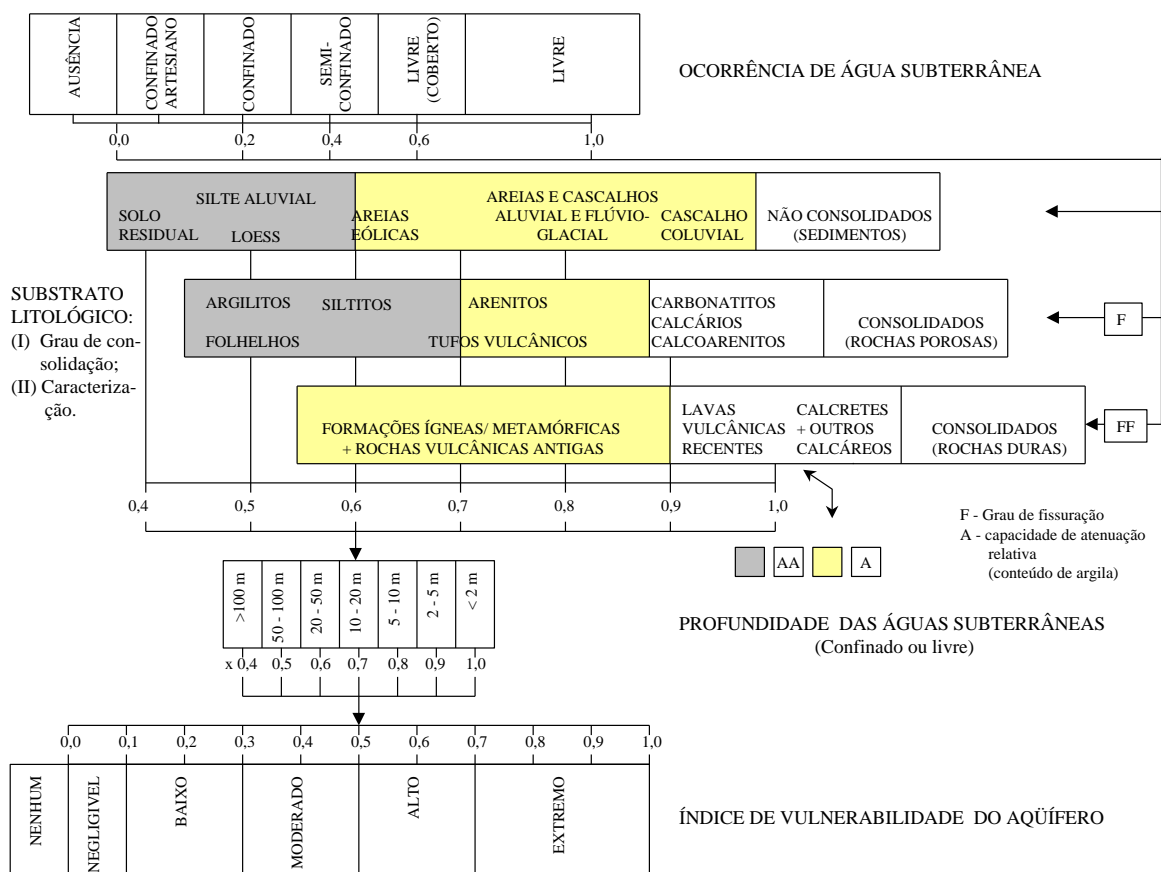 AUSÊNCIA
CONFINADO
ARTESIANO
CONFINADO
SEMI-
CONFINADO
LIVRE
(COBERTO)
LIVRE
OCORRÊNCIA DE ÁGUA SUBTERRÂNEA
0,0 0,2 0,4 0,6 1,0
SILTE ALUVIAL
SOLO
RESIDUAL
LOESS
AREIAS
EÓLICAS
AREIAS E CASCALHOS
ALUVIAL E FLÚVIO-
GLACIAL
CASCALHO
COLUVIAL
NÃO CONSOLIDADOS
(SEDIMENTOS)
SUBSTRATO
LITOLÓGICO:
(I) Grau de con-
solidação;
(II) Caracteriza-
ção.
ARGILITOS
SILTITOS
FOLHELHOS
ARENITOS
TUFOS VULCÂNICOS
CARBONATITOS
CALCÁRIOS
CALCOARENITOS
CONSOLIDADOS
(ROCHAS POROSAS)
F
FORMAÇÕES ÍGNEAS/ METAMÓRFICAS
+ ROCHAS VULCÂNICAS ANTIGAS
LAVAS
VULCÂNICAS
RECENTES
CALCRETES
+ OUTROS
CALCÁREOS
CONSOLIDADOS
(ROCHAS DURAS)
FF
0,4 0,5 0,6 0,7 0,8 0,9 1,0
F - Grau de fissuração
A - capacidade de atenuação
relativa
(conteúdo de argila)
AA
A
>100 m
50 - 100 m
20 - 50 m
10 - 20 m
5 - 10 m
2 - 5 m
< 2 m
PROFUNDIDADE DAS ÁGUAS SUBTERRÂNEAS
(Confinado ou livre)
x 0,4 0,5 0,6 0,7 0,8 0,9 1,0
0,0 0,1 0,2 0,3 0,4 0,5 0,6 0,7 0,8 0,9 1,0
NENHUM
NEGLIGIVEL
BAIXO
MODERADO
ALTO
EXTREMO
ÍNDICE DE VULNERABILIDADE DO AQÜÍFERO